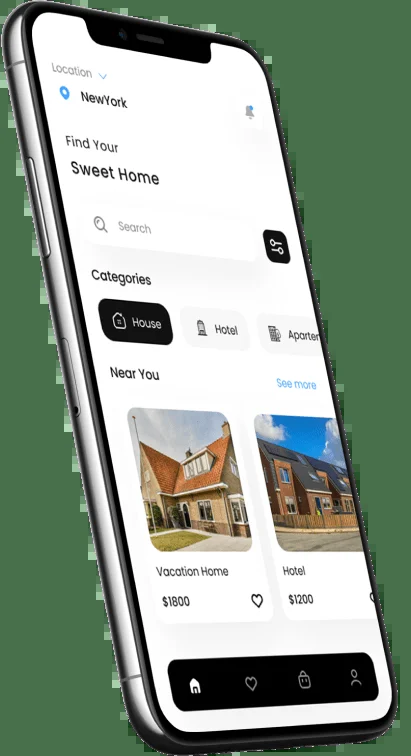 Location
NewYork
Find Your
Sweet Home
Search
Categories
House
Hotel
Aparter
Near You
See more
Vacation Home
$1800
Hotel
$1200